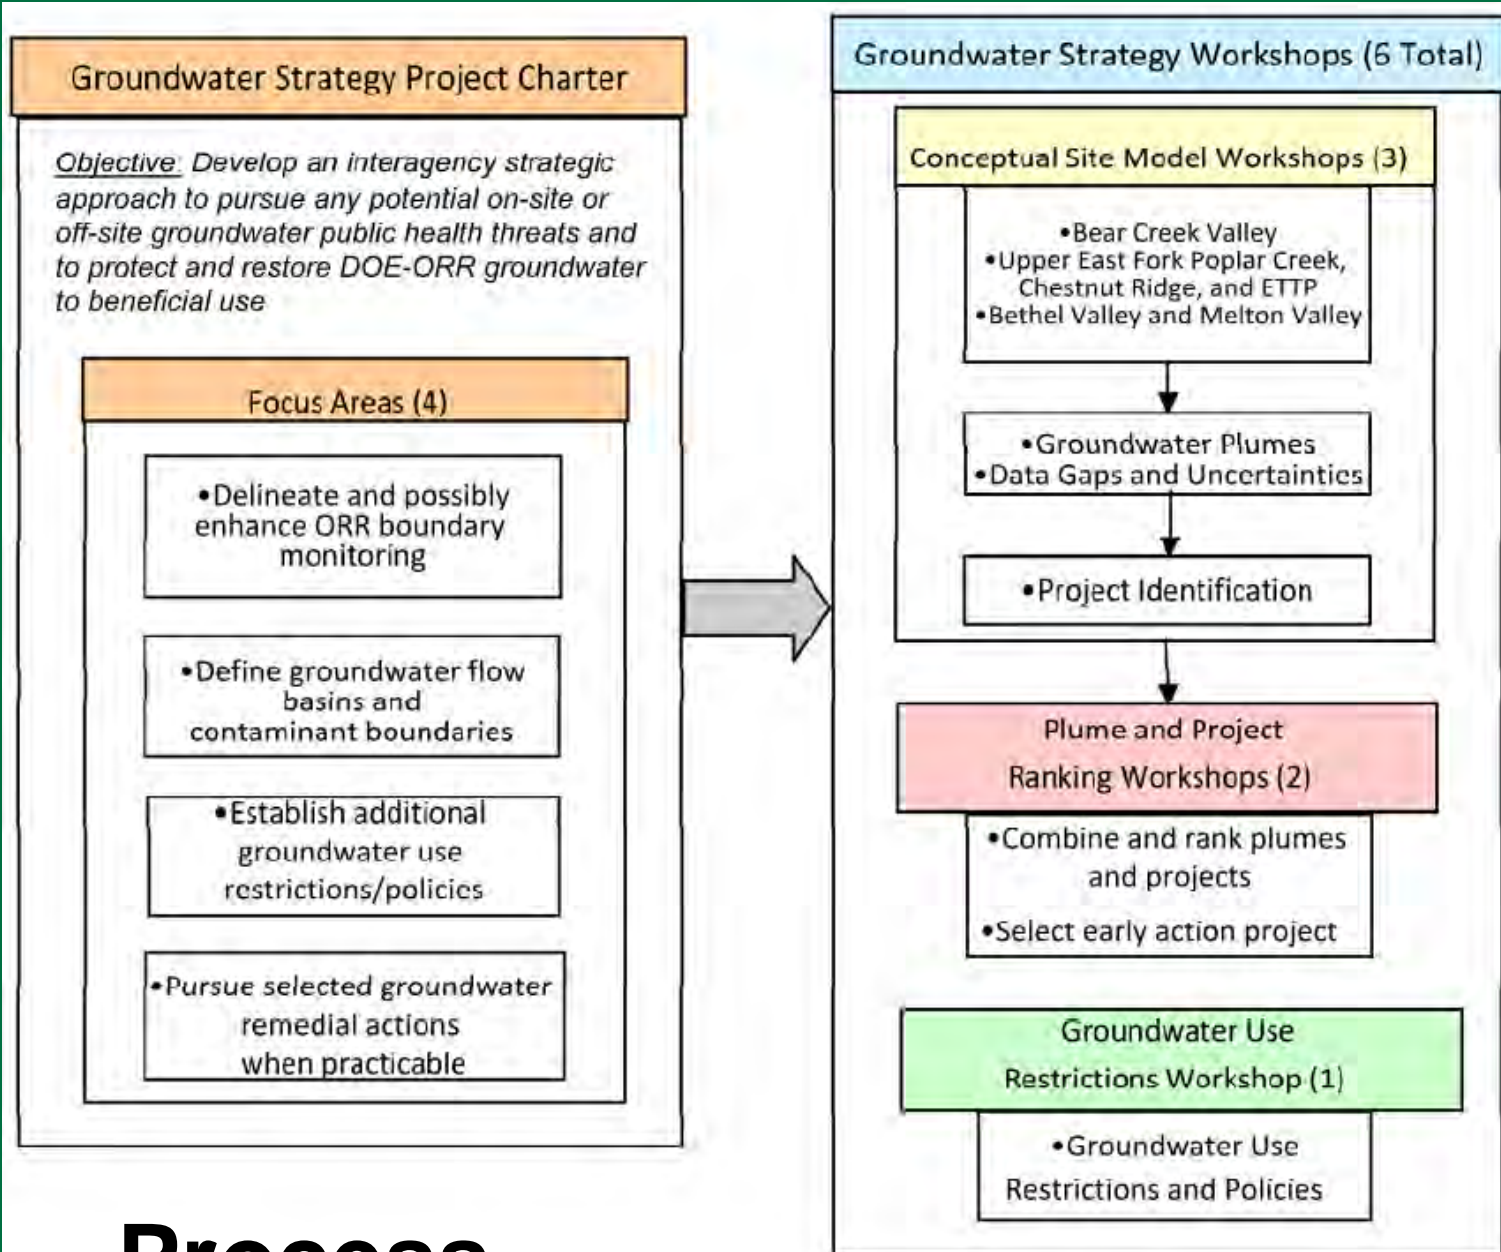 Groundwater Strategy Project Charter
Objective: Develop an interagency strategic
approach to pursue any potential on-site or
off-site groundwater public health threats and
to protect and restore DOE-ORR groundwater
to beneficial use
Focus Areas (4)
•Delineate and possibly
enhance ORR boundary
monitoring
•Define groundwater flow
basins and
contaminant boundaries
•Establish additional
groundwater use
restrictions/policies
•Pursue selected groundwater
remedial actions
when practicable
Groundwater Strategy Workshops (6 Total)
Conceptual Site Model Workshops (3)
•Bear Creek Valley
•Upper East Fork Poplar Creek,
Chestnut Ridge, and ETTP
•Bethel Valley and Melton Valley
•Groundwater Plumes
•Data Gaps and Uncertainties
•Project Identification
Plume and Project
Ranking Workshops (2)
•Combine and rank plumes
and projects
•Select early action project
Groundwater Use
Restrictions Workshop (1)
•Groundwater Use
Restrictions and Policies
Process